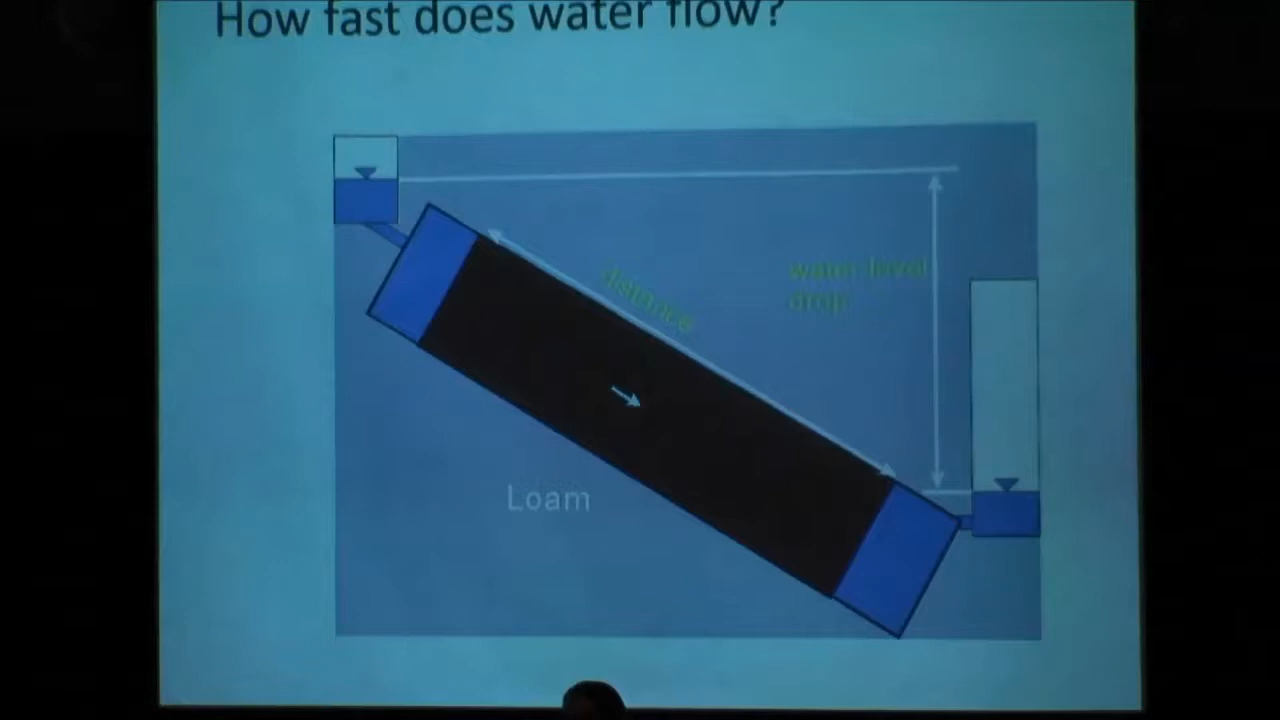 How fast does water flow?
distance
water level
drop
Loam